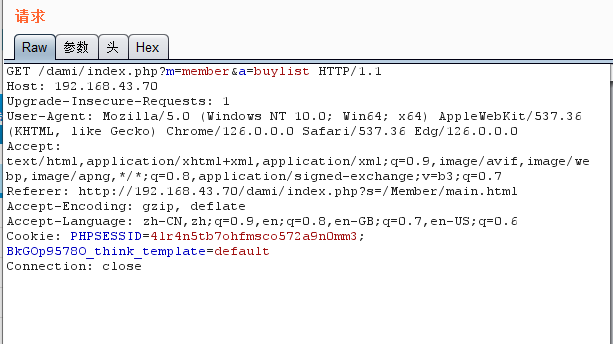 请求
Raw 参数 头 Hex
GET /dami/index.php?m=member&a=buylist HTTP/1.1
Host: 192.168.43.70
Upgrade-Insecure-Requests: 1
User-Agent: Mozilla/5.0 (Windows NT 10.0; Win64; x64) AppleWebKit/537.36
(KHTML, like Gecko) Chrome/126.0.0.0 Safari/537.36 Edg/126.0.0.0
Accept:
text/html,application/xhtml+xml,application/xml;q=0.9,image/avif,image/we
bp,image/apng,*/*;q=0.8,application/signed-exchange;v=b3;q=0.7
Referer: http://192.168.43.70/dami/index.php?s=/Member/main.html
Accept-Encoding: gzip, deflate
Accept-Language: zh-CN,zh;q=0.9,en;q=0.8,en-GB;q=0.7,en-US;q=0.6
Cookie: PHPSESSID=4lr4n5tb7ohfmsco572a9n0mm3;
BkGOp9578O_think_template=default
Connection: close